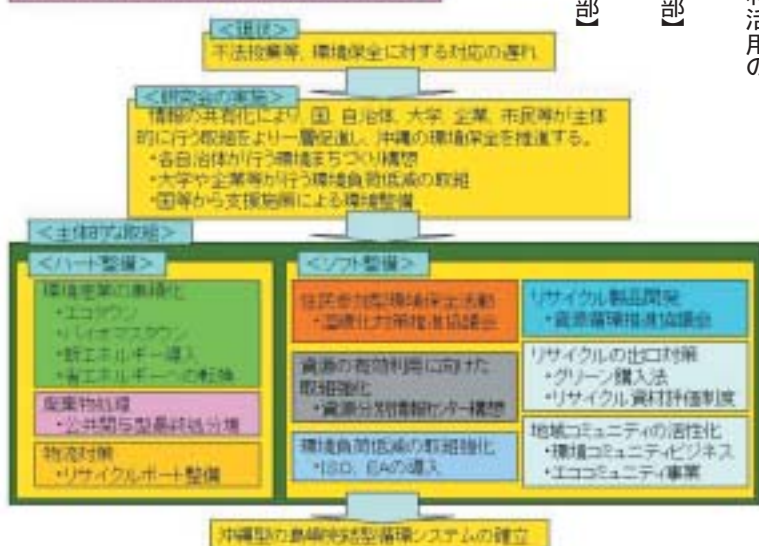 利活用の
部】
部】
不法投棄等、環境保全に対する対応の遅れ
<研究会の実施>
情報の共有化により、国、自治体、大学、企業、市民等が主体
的に行う取組をより一層促進し、沖縄の環境保全を推進する。
・各自治体が行う環境まちづくり構想
・大学や企業等が行う環境負荷低減の取組
・国等から支援施策による環境整備
<主体的な取組>
<ハード整備>
環境産業の集積化
・エコタウン
・バイオマスタウン
・新エネルギー導入
・省エネルギーへの転換
廃棄物処理
・公共関与型最終処分場
物流対策
・リサイクルポート整備
<ソフト整備>
住民参加型環境保全活動
・温暖化対策推進協議会
資源の有効利用に向けた
取組強化
・資源分別情報センター構想
環境負荷低減の取組強化
・ISO、EAの導入
リサイクル製品開発
・資源循環推進協議会
リサイクルの出口対策
・グリーン購入法
・リサイクル資材評価制度
地域コミュニティの活性化
・環境コミュニティビジネス
・エココミュニティ事業
沖縄型の島嶼完結型循環システムの確立